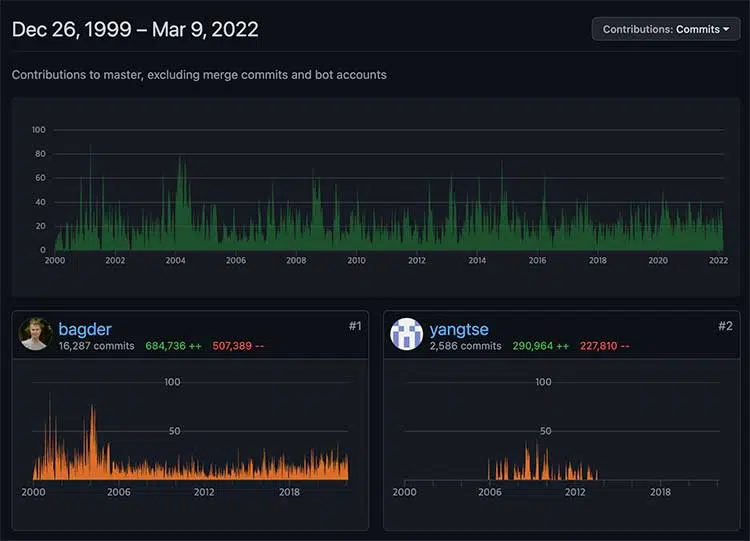 Dec 26, 1999 – Mar 9, 2022
Contributions: Commits
Contributions to master, excluding merge commits and bot accounts
100
80
60
40
20
0
2000 2002 2004 2006 2008 2010 2012 2014 2016 2018 2020 2022
bagder #1
16,287 commits 684,736 ++ 507,389 --
100
50
2000 2006 2012 2018
yangtse #2
2,586 commits 290,964 ++ 227,810 --
100
50
2000 2006 2012 2018